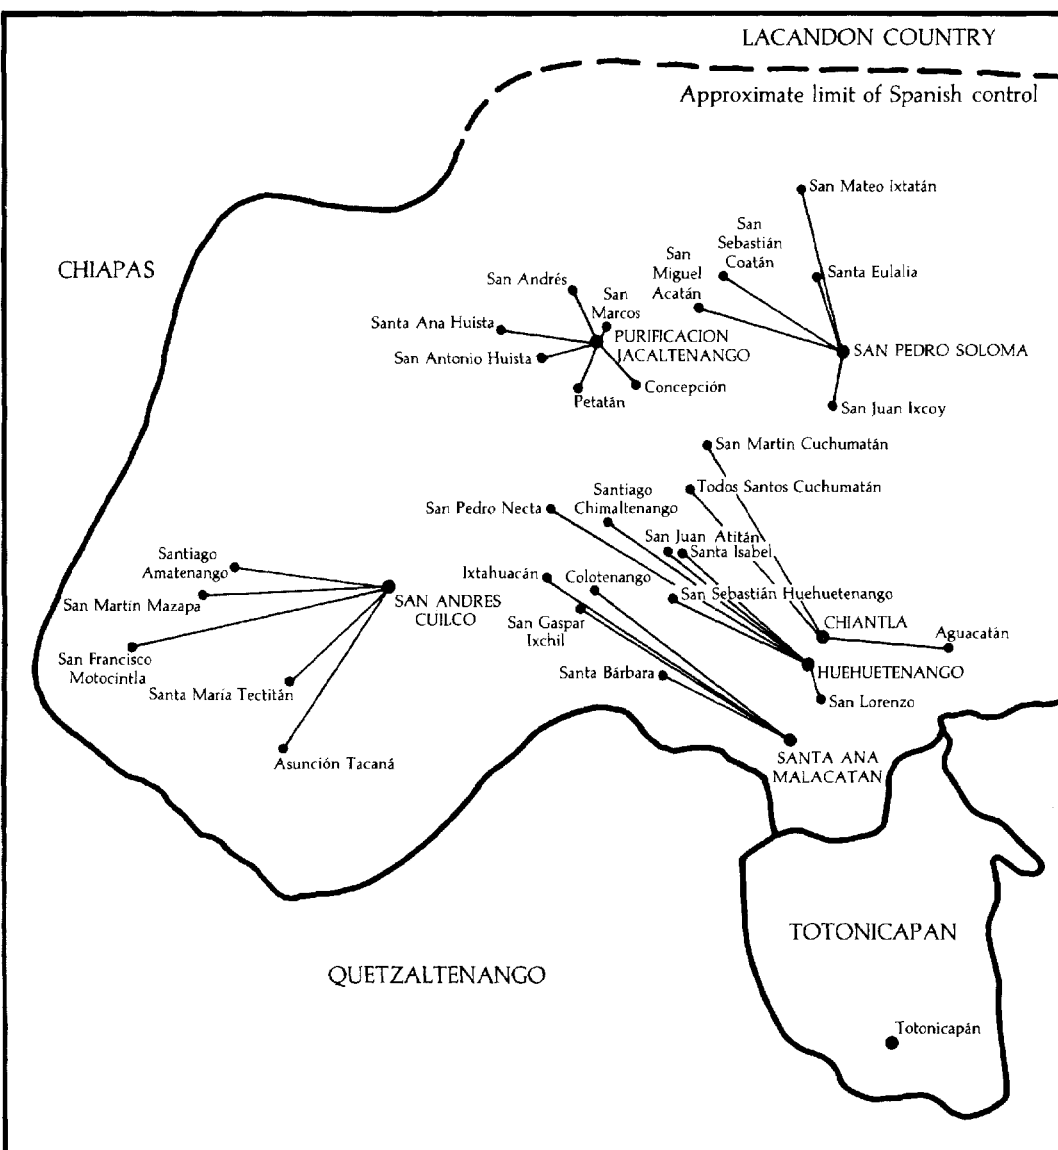 LACANDON COUNTRY
Approximate limit of Spanish control
San Mateo Ixtatán
San
Sebastián
Coatán
San
Miguel
Acatán
Santa Eulalia
CHIAPAS
San Andrés
San
Marcos
Santa Ana Huista
PURIFICACION
JACALTENANGO
San Antonio Huista
SAN PEDRO SOLOMA
Petatán
Concepción
San Juan Ixcoy
San Martin Cuchumatán
Todos Santos Cuchumatán
Santiago
Chimaltenango
San Pedro Necta
San Juan Atitán
Santa Isabel
Santiago
Amatenango
Ixtahuacán
Colotenango
San Martín Mazapa
SAN ANDRES
CUILCO
San Gaspar
Ixchil
San Sebastián Huehuetenango
CHIANTLA
Aguacatán
San Francisco
Motocintla
Santa María Tectitán
Santa Bárbara
HUEHUETENANGO
San Lorenzo
Asunción Tacaná
SANTA ANA
MALACATAN
TOTONICAPAN
QUETZALTENANGO
Totonicapán